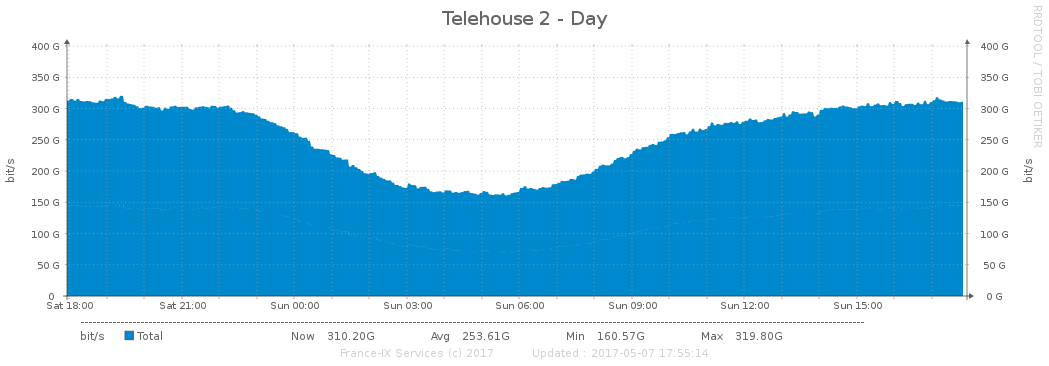 Telehouse 2 - Day
RRDTOOL / TOBI OETIKER
bit/s
400 G 400 G
350 G 350 G
300 G 300 G
250 G 250 G
200 G 200 G
150 G 150 G
100 G 100 G
50 G 50 G
0 0 G
bit/s
Sat 18:00 Sat 21:00 Sun 00:00 Sun 03:00 Sun 06:00 Sun 09:00 Sun 12:00 Sun 15:00
bit/s Total Now 310.20G Avg 253.61G Min 160.57G Max 319.80G
France-IX Services (c) 2017 Updated : 2017-05-07 17:55:14